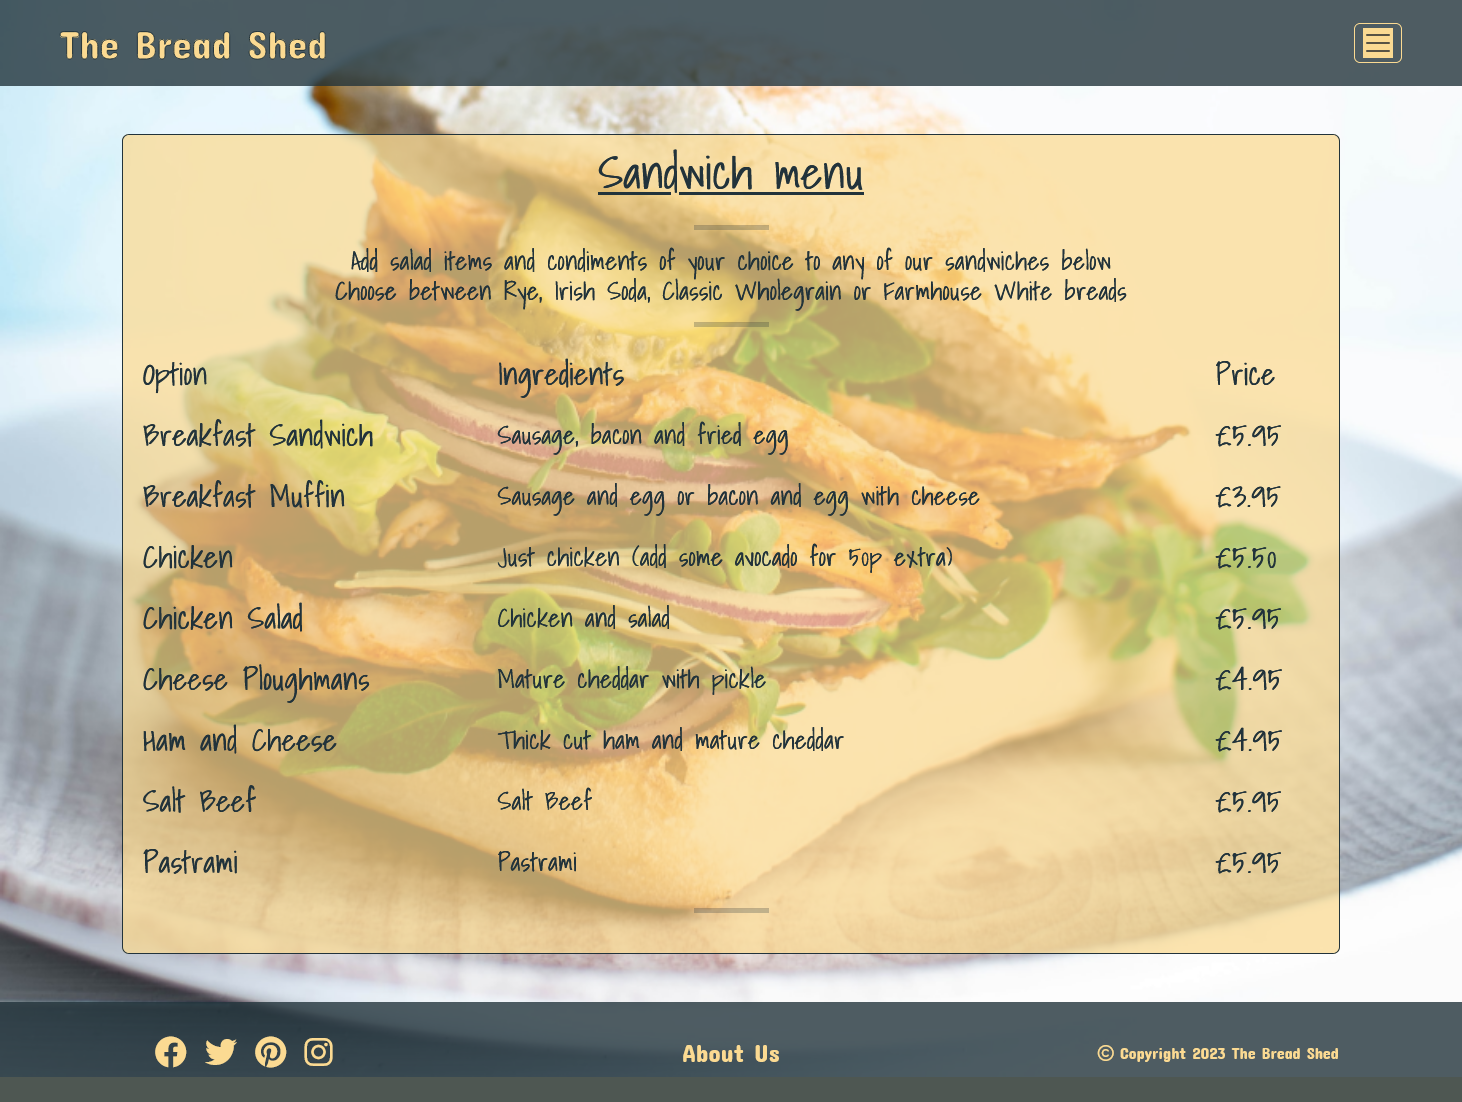 The Bread Shed
Sandwich menu
Add salad items and condiments of your choice to any of our sandwiches below
Choose between Rye, Irish Soda, Classic Wholegrain or Farmhouse White breads
Option Ingredients Price
Breakfast Sandwich Sausage, bacon and fried egg £5.95
Breakfast Muffin Sausage and egg or bacon and egg with cheese £3.95
Chicken Just chicken (add some avocado for 50p extra) £5.50
Chicken Salad Chicken and salad £5.95
Cheese Ploughmans Mature cheddar with pickle £4.95
Ham and Cheese Thick cut ham and mature cheddar £4.95
Salt Beef Salt Beef £5.95
Pastrami Pastrami £5.95
About Us © Copyright 2023 The Bread Shed